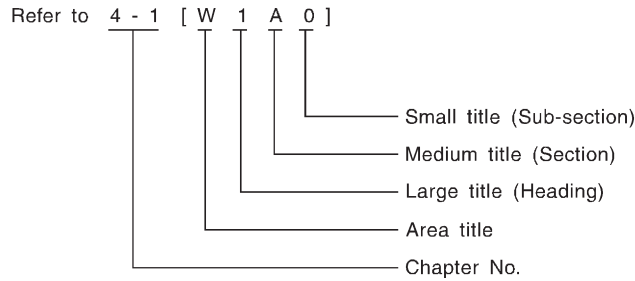 Refer to 4 - 1 [ W 1 A 0 ]
Small title (Sub-section)
Medium title (Section)
Large title (Heading)
Area title
Chapter No.